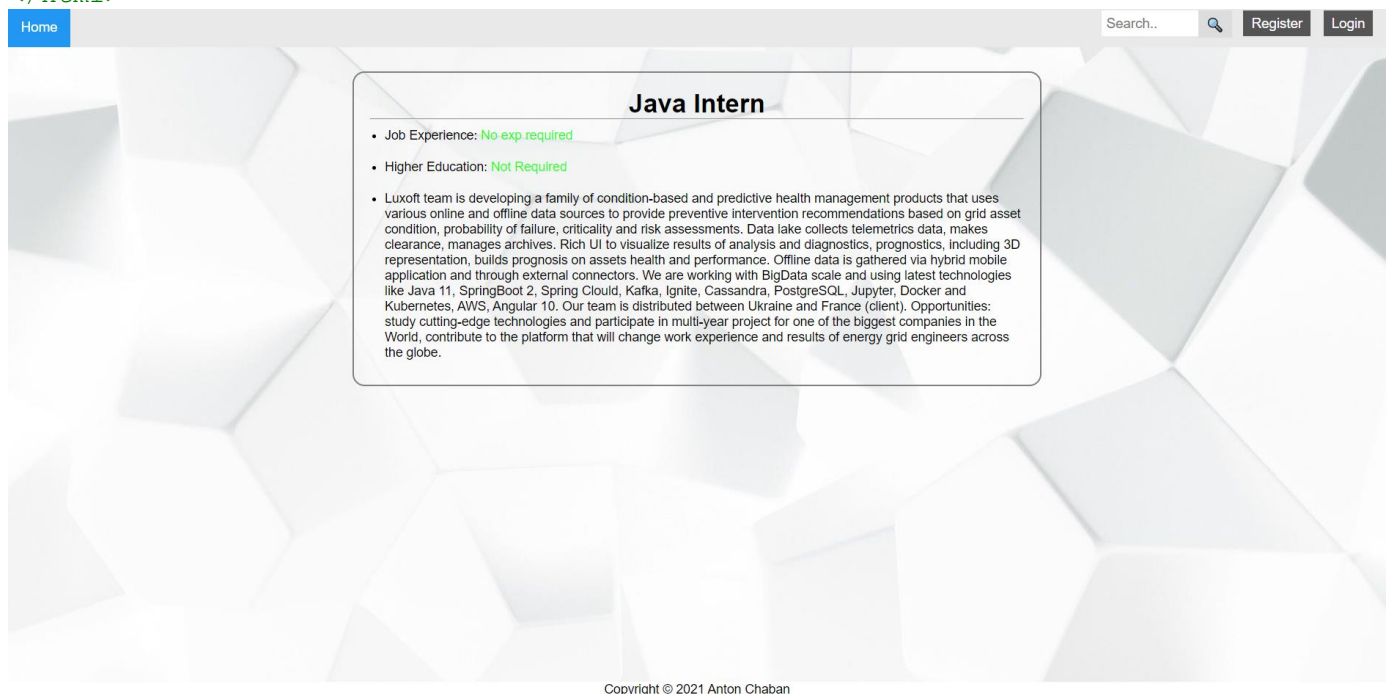 </html>
Home Search.. Register Login
Java Intern
Job Experience: No exp required
Higher Education: Not Required
Luxoft team is developing a family of condition-based and predictive health management products that uses
various online and offline data sources to provide preventive intervention recommendations based on grid asset
condition, probability of failure, criticality and risk assessments. Data lake collects telemetrics data, makes
clearance, manages archives. Rich UI to visualize results of analysis and diagnostics, prognostics, including 3D
representation, builds prognosis on assets health and performance. Offline data is gathered via hybrid mobile
application and through external connectors. We are working with BigData scale and using latest technologies
like Java 11, SpringBoot 2, Spring Clould, Kafka, Ignite, Cassandra, PostgreSQL, Jupyter, Docker and
Kubernetes, AWS, Angular 10. Our team is distributed between Ukraine and France (client). Opportunities:
study cutting-edge technologies and participate in multi-year project for one of the biggest companies in the
World, contribute to the platform that will change work experience and results of energy grid engineers across
the globe.
Copyright © 2021 Anton Chaban